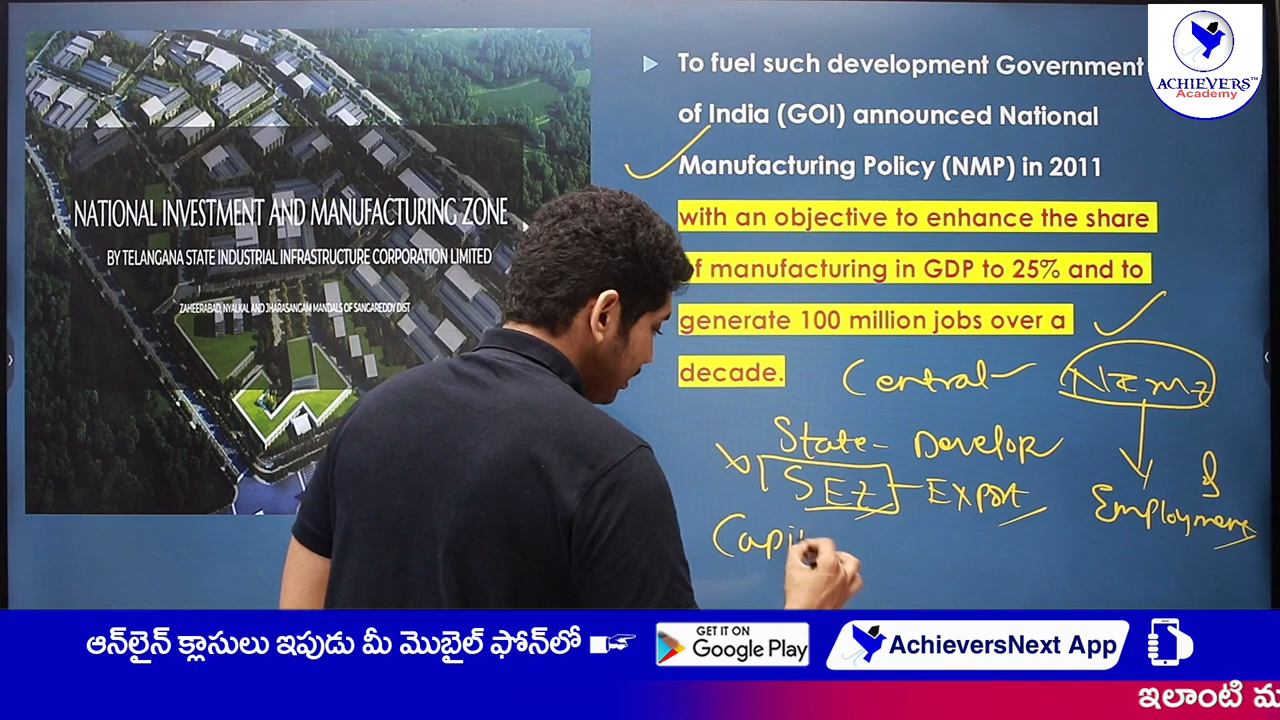 NATIONAL INVESTMENT AND MANUFACTURING ZONE
BY TELANGANA STATE INDUSTRIAL INFRASTRUCTURE CORPORATION LIMITED
ZAHEERABAD, NYALKAL AND JHARASANGAM MANDALS OF SANGAREDDY DIST
To fuel such development Government
of India (GOI) announced National
Manufacturing Policy (NMP) in 2011
with an objective to enhance the share
of manufacturing in GDP to 25% and to
generate 100 million jobs over a
decade.
Central - NIMZ
State - Develop
SEZ - Export
Employment
Capi
ACHIEVERS™
Academy
ఆన్‌లైన్ క్లాసులు ఇపుడు మీ మొబైల్ ఫోన్‌లో
GET IT ON
Google Play
AchieversNext App
ఇలాంటి మ